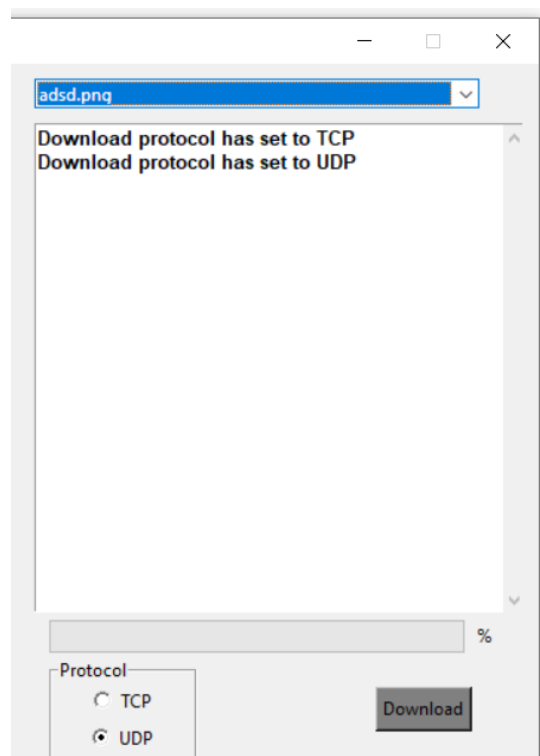 adsd.png
Download protocol has set to TCP
Download protocol has set to UDP
%
Protocol
TCP
Download
UDP